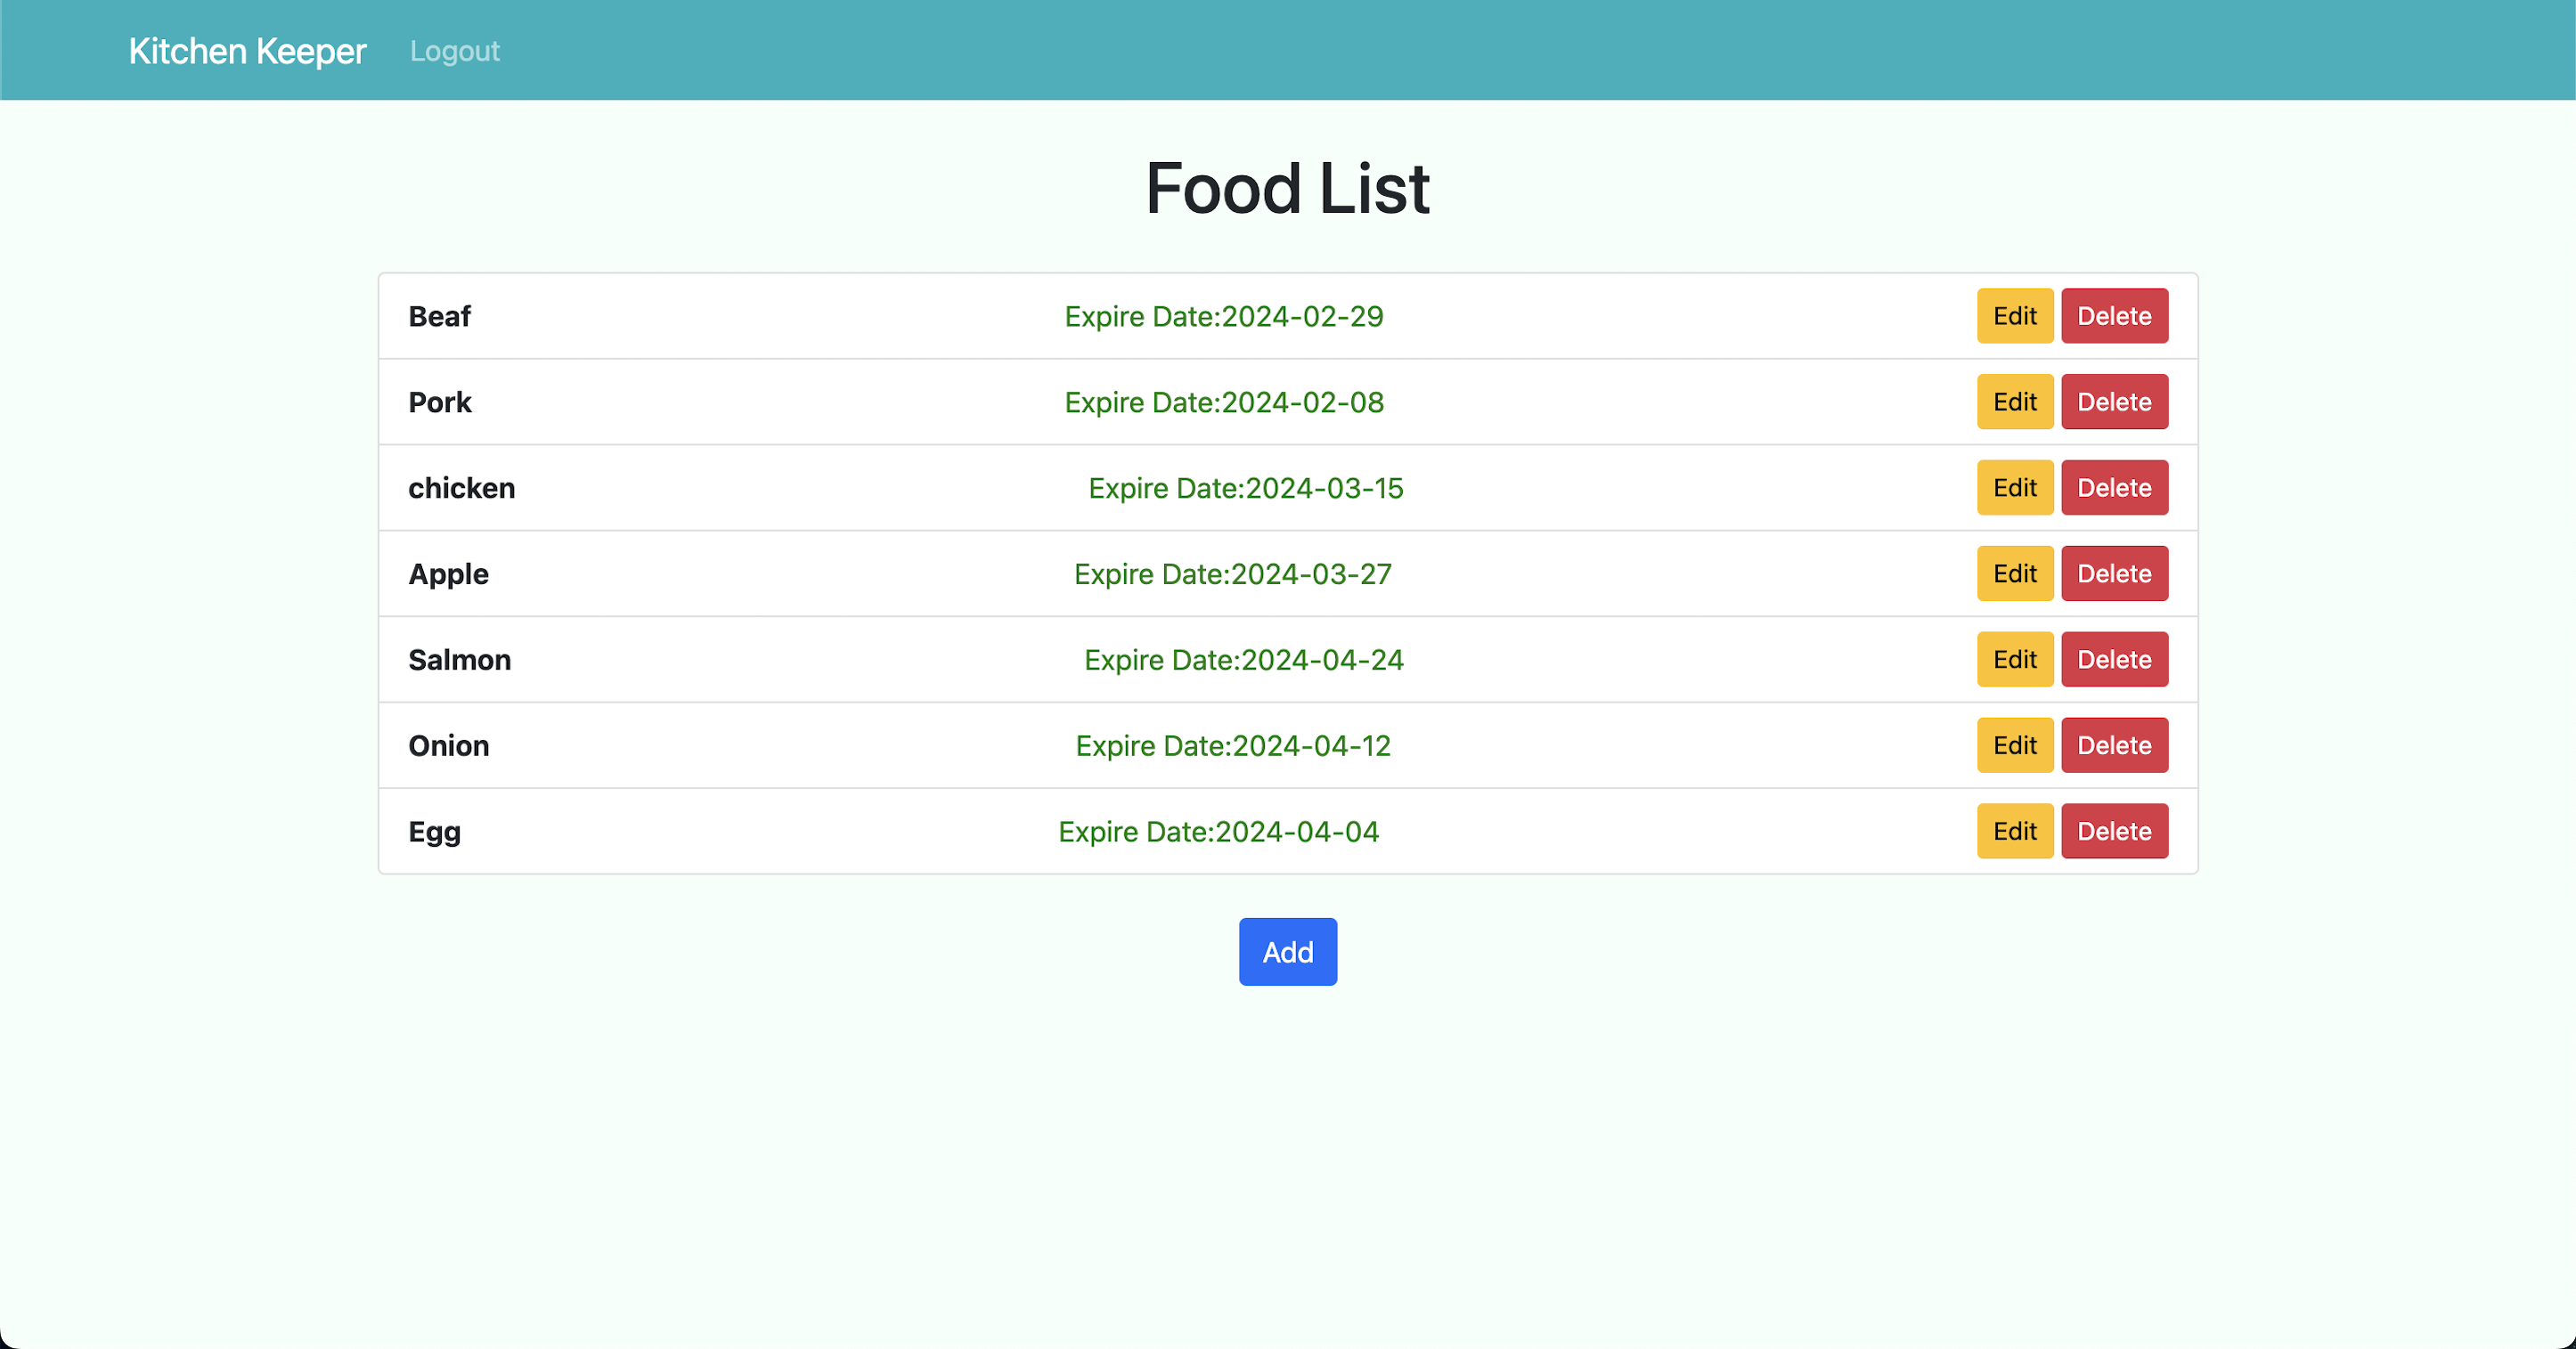 Kitchen Keeper Logout
Food List
Beaf Expire Date:2024-02-29 Edit Delete
Pork Expire Date:2024-02-08 Edit Delete
chicken Expire Date:2024-03-15 Edit Delete
Apple Expire Date:2024-03-27 Edit Delete
Salmon Expire Date:2024-04-24 Edit Delete
Onion Expire Date:2024-04-12 Edit Delete
Egg Expire Date:2024-04-04 Edit Delete
Add